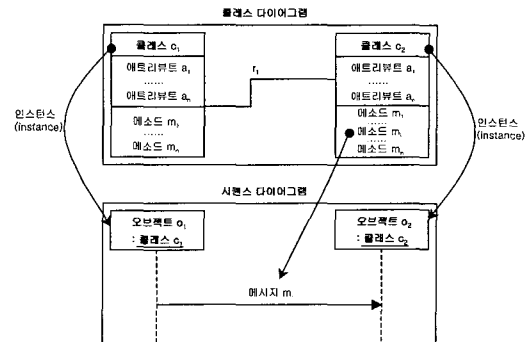 클래스 다이어그램
클래스 c₁
애트리뷰트 a₁
......
애트리뷰트 aₙ
메소드 m₁
......
메소드 mₙ
r₁
클래스 c₂
애트리뷰트 a₁
......
애트리뷰트 aₙ
메소드 m₁
......
메소드 mᵢ
......
메소드 mₙ
인스턴스
(instance)
인스턴스
(instance)
시퀀스 다이어그램
오브젝트 o₁
: 클래스 c₁
오브젝트 o₂
: 클래스 c₂
메시지 m